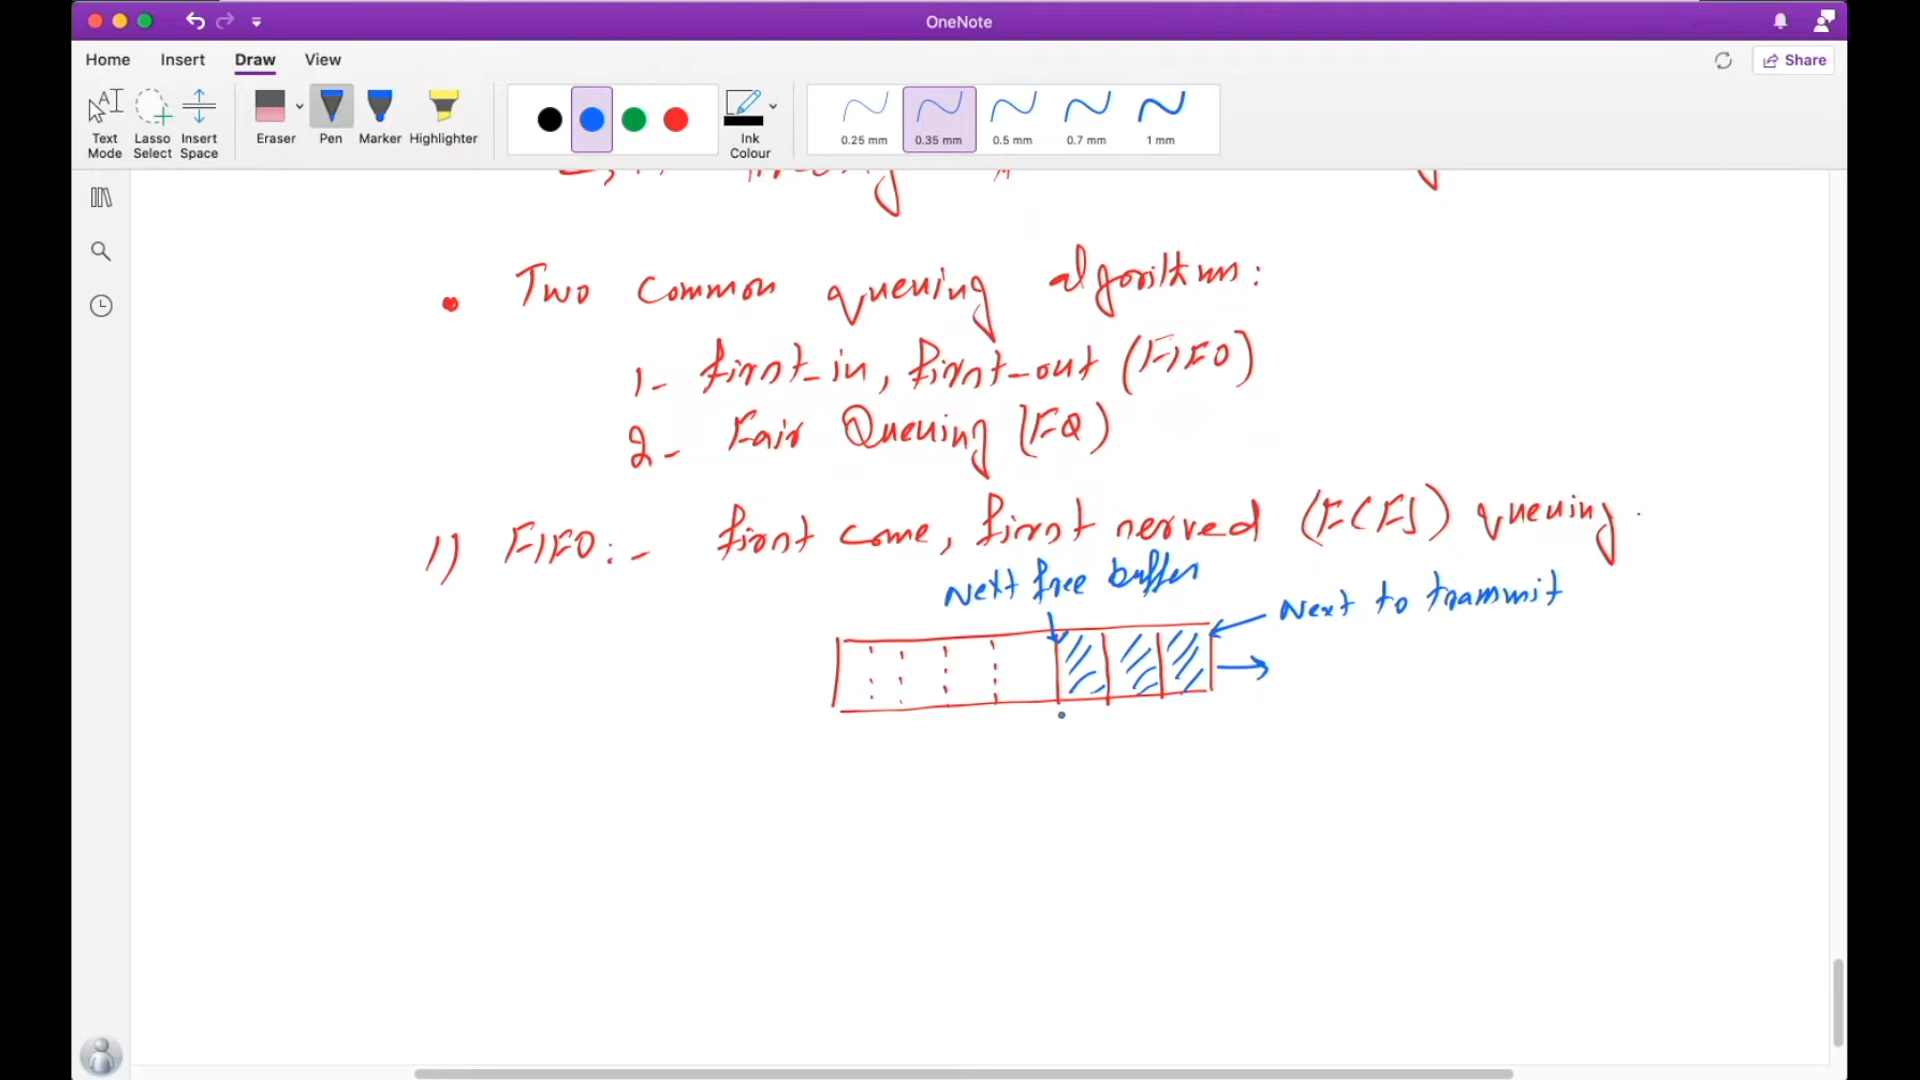 OneNote
Home Insert Draw View
Share
Text Mode
Lasso Select
Insert Space
Eraser
Pen
Marker
Highlighter
Ink Colour
0.25 mm
0.35 mm
0.5 mm
0.7 mm
1 mm
• Two common queuing algorithms:
1- first-in, first-out (FIFO)
2- Fair Queuing (FQ)
1) FIFO:- first come, first served (FCFS) queuing.
Next free buffer
Next to transmit